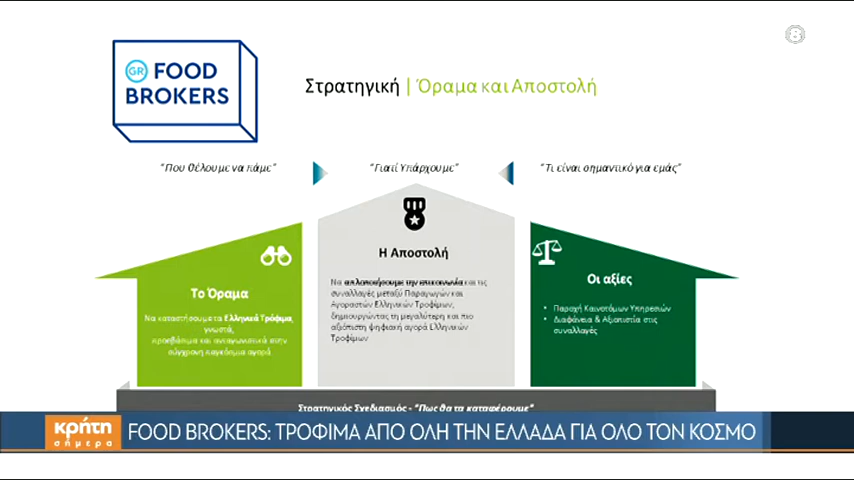 GR FOOD
BROKERS
Στρατηγική | Όραμα και Αποστολή
"Που θέλουμε να πάμε"
"Γιατί Υπάρχουμε"
"Τι είναι σημαντικό για εμάς"
Το Όραμα
Να καταστήσουμε τα Ελληνικά Τρόφιμα,
γνωστά,
προσβάσιμα και ανταγωνιστικά στην
σύγχρονη παγκόσμια αγορά
Η Αποστολή
Να απλοποιήσουμε την επικοινωνία και τις
συναλλαγές μεταξύ Παραγωγών και
Αγοραστών Ελληνικών Τροφίμων,
δημιουργώντας τη μεγαλύτερη και πιο
αξιόπιστη ψηφιακή αγορά Ελληνικών
Τροφίμων
Οι αξίες
• Παροχή Καινοτόμων Υπηρεσιών
• Διαφάνεια & Αξιοπιστία στις
συναλλαγές
Στρατηγικός Σχεδιασμός - "Πως θα τα καταφέρουμε"
κρήτη
σήμερα
FOOD BROKERS: ΤΡΟΦΙΜΑ ΑΠΟ ΟΛΗ ΤΗΝ ΕΛΛΑΔΑ ΓΙΑ ΟΛΟ ΤΟΝ ΚΟΣΜΟ